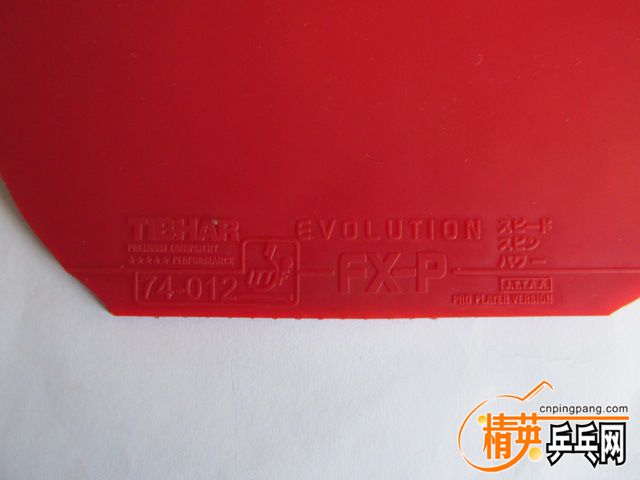 TIBHAR
PREMIUM EQUIPMENT
★★★★★ PERFORMANCE
74-012
EVOLUTION
FX-P
スピード
スピン
パワー
PRO PLAYER VERSION
cnpingpang.com
精英乒乓网